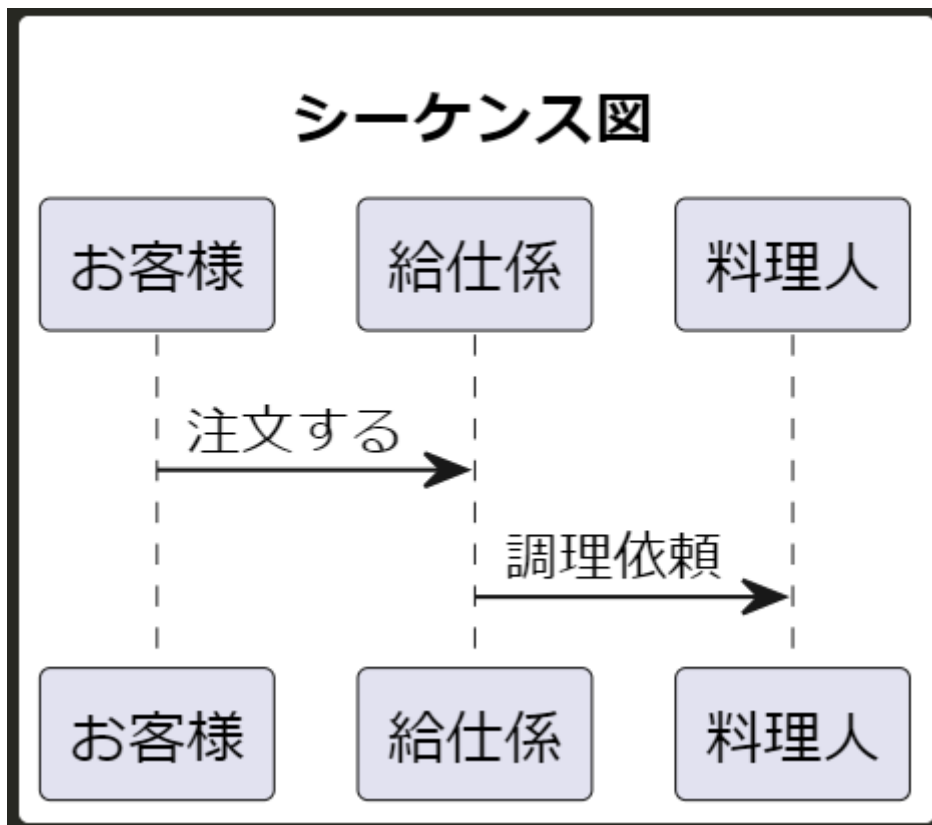 シーケンス図
お客様 給仕係 料理人
注文する
調理依頼
お客様 給仕係 料理人